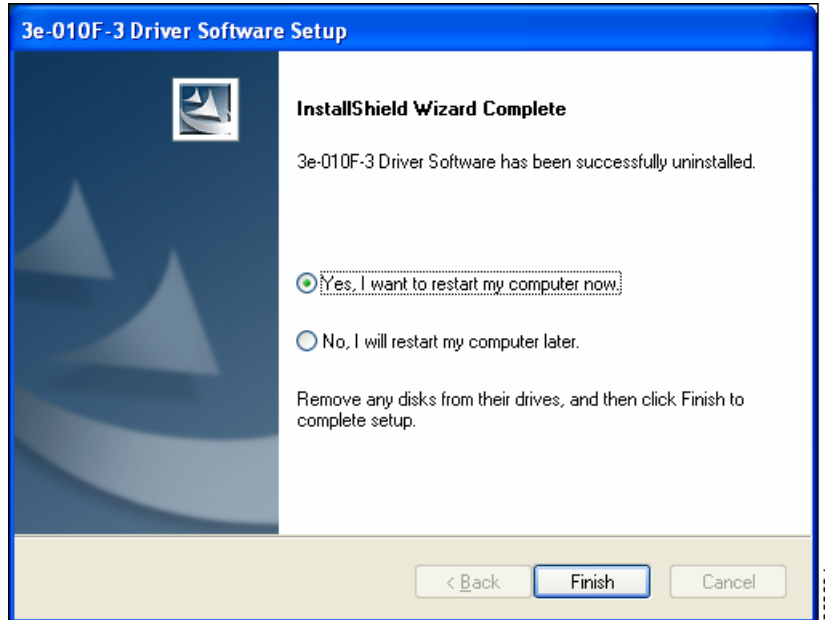 3e-010F-3 Driver Software Setup
InstallShield Wizard Complete
3e-010F-3 Driver Software has been successfully uninstalled.
Yes, I want to restart my computer now.
No, I will restart my computer later.
Remove any disks from their drives, and then click Finish to
complete setup.
< Back
Finish
Cancel